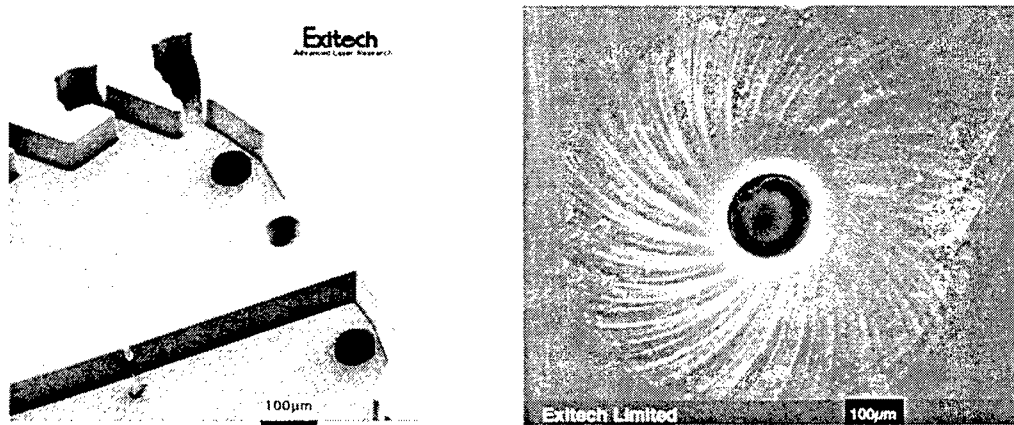 Exitech
Advanced Laser Research
100µm
Exitech Limited
100µm